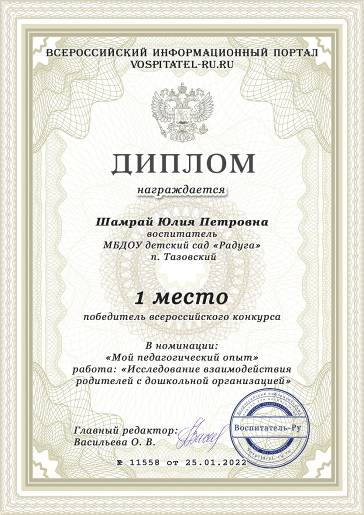 ВСЕРОССИЙСКИЙ ИНФОРМАЦИОННЫЙ ПОРТАЛ
VOSPITATEL-RU.RU
ДИПЛОМ
награждается
Шамрай Юлия Петровна
воспитатель
МБДОУ детский сад «Радуга»
п. Тазовский
1 место
победитель всероссийского конкурса
В номинации:
«Мой педагогический опыт»
работа: «Исследование взаимодействия
родителей с дошкольной организацией»
Главный редактор:
Васильева О. В.
Воспитатель-Ру
№ 11558 от 25.01.2022